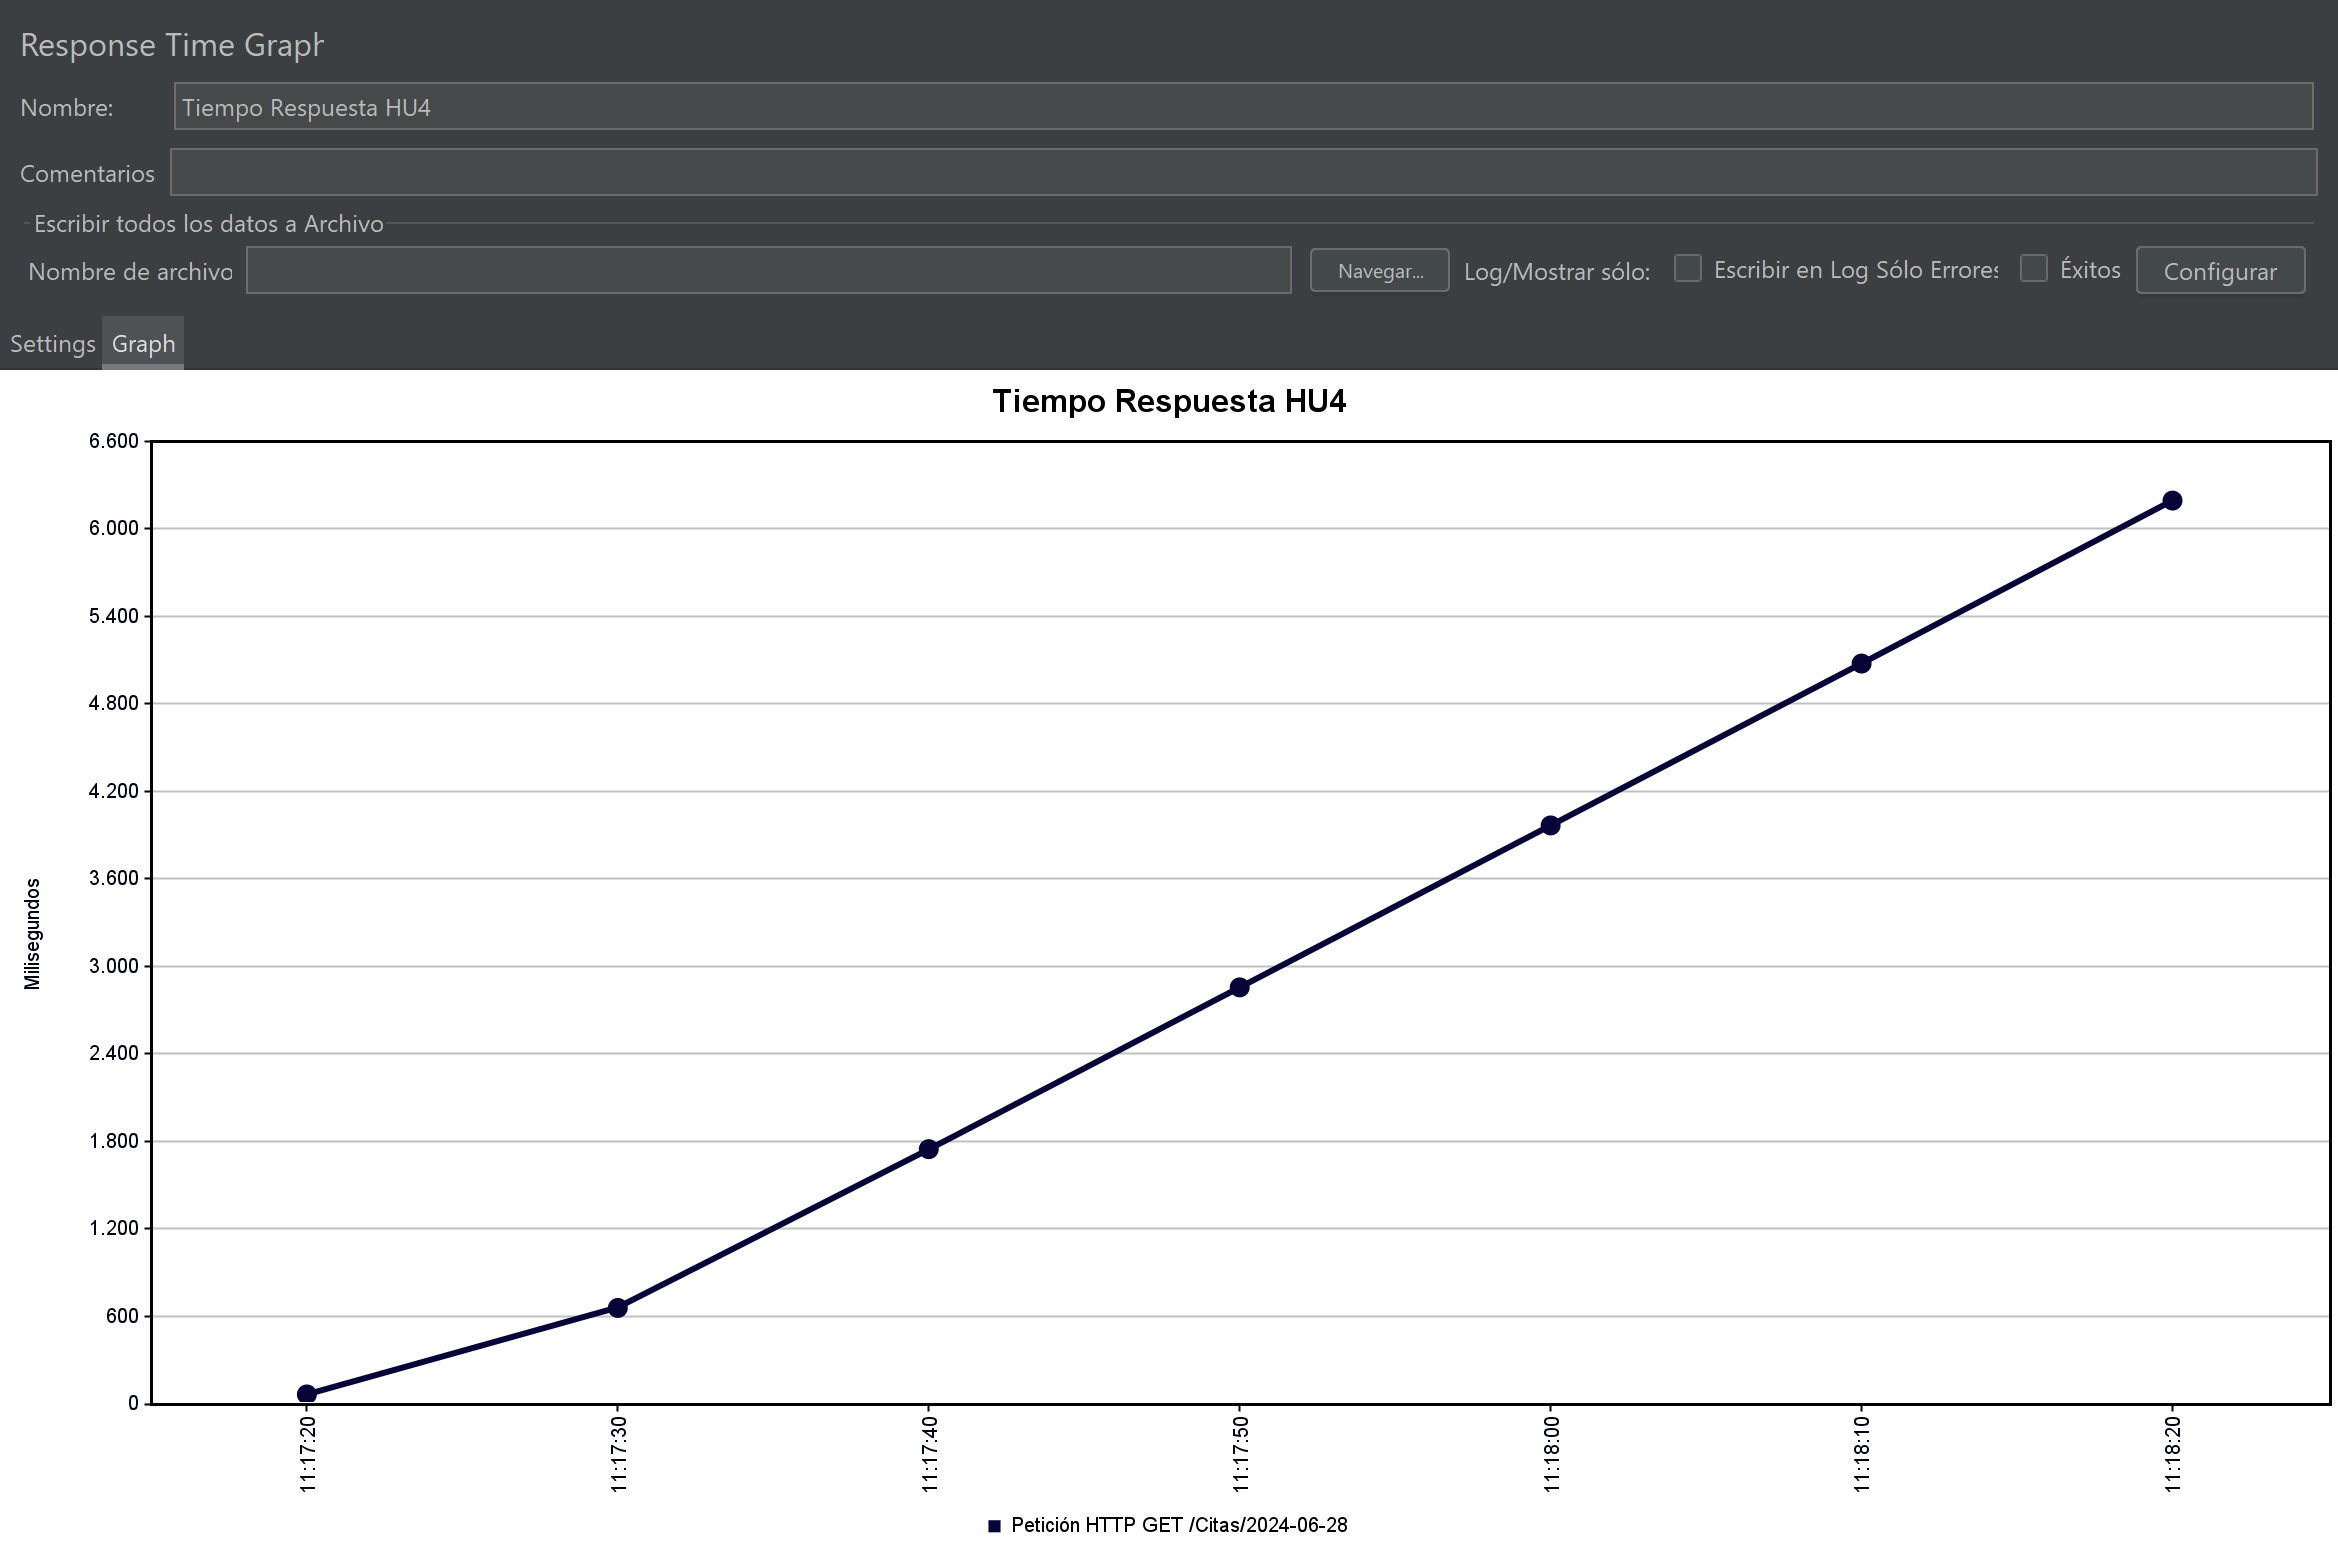 Response Time Graph
Nombre: Tiempo Respuesta HU4
Comentarios
Escribir todos los datos a Archivo
Nombre de archivo Navegar... Log/Mostrar sólo: Escribir en Log Sólo Errores Éxitos Configurar
Settings Graph
Tiempo Respuesta HU4
6.600
6.000
5.400
4.800
4.200
3.600
3.000
2.400
1.800
1.200
600
0
Milisegundos
11:17:20 11:17:30 11:17:40 11:17:50 11:18:00 11:18:10 11:18:20
Petición HTTP GET /Citas/2024-06-28